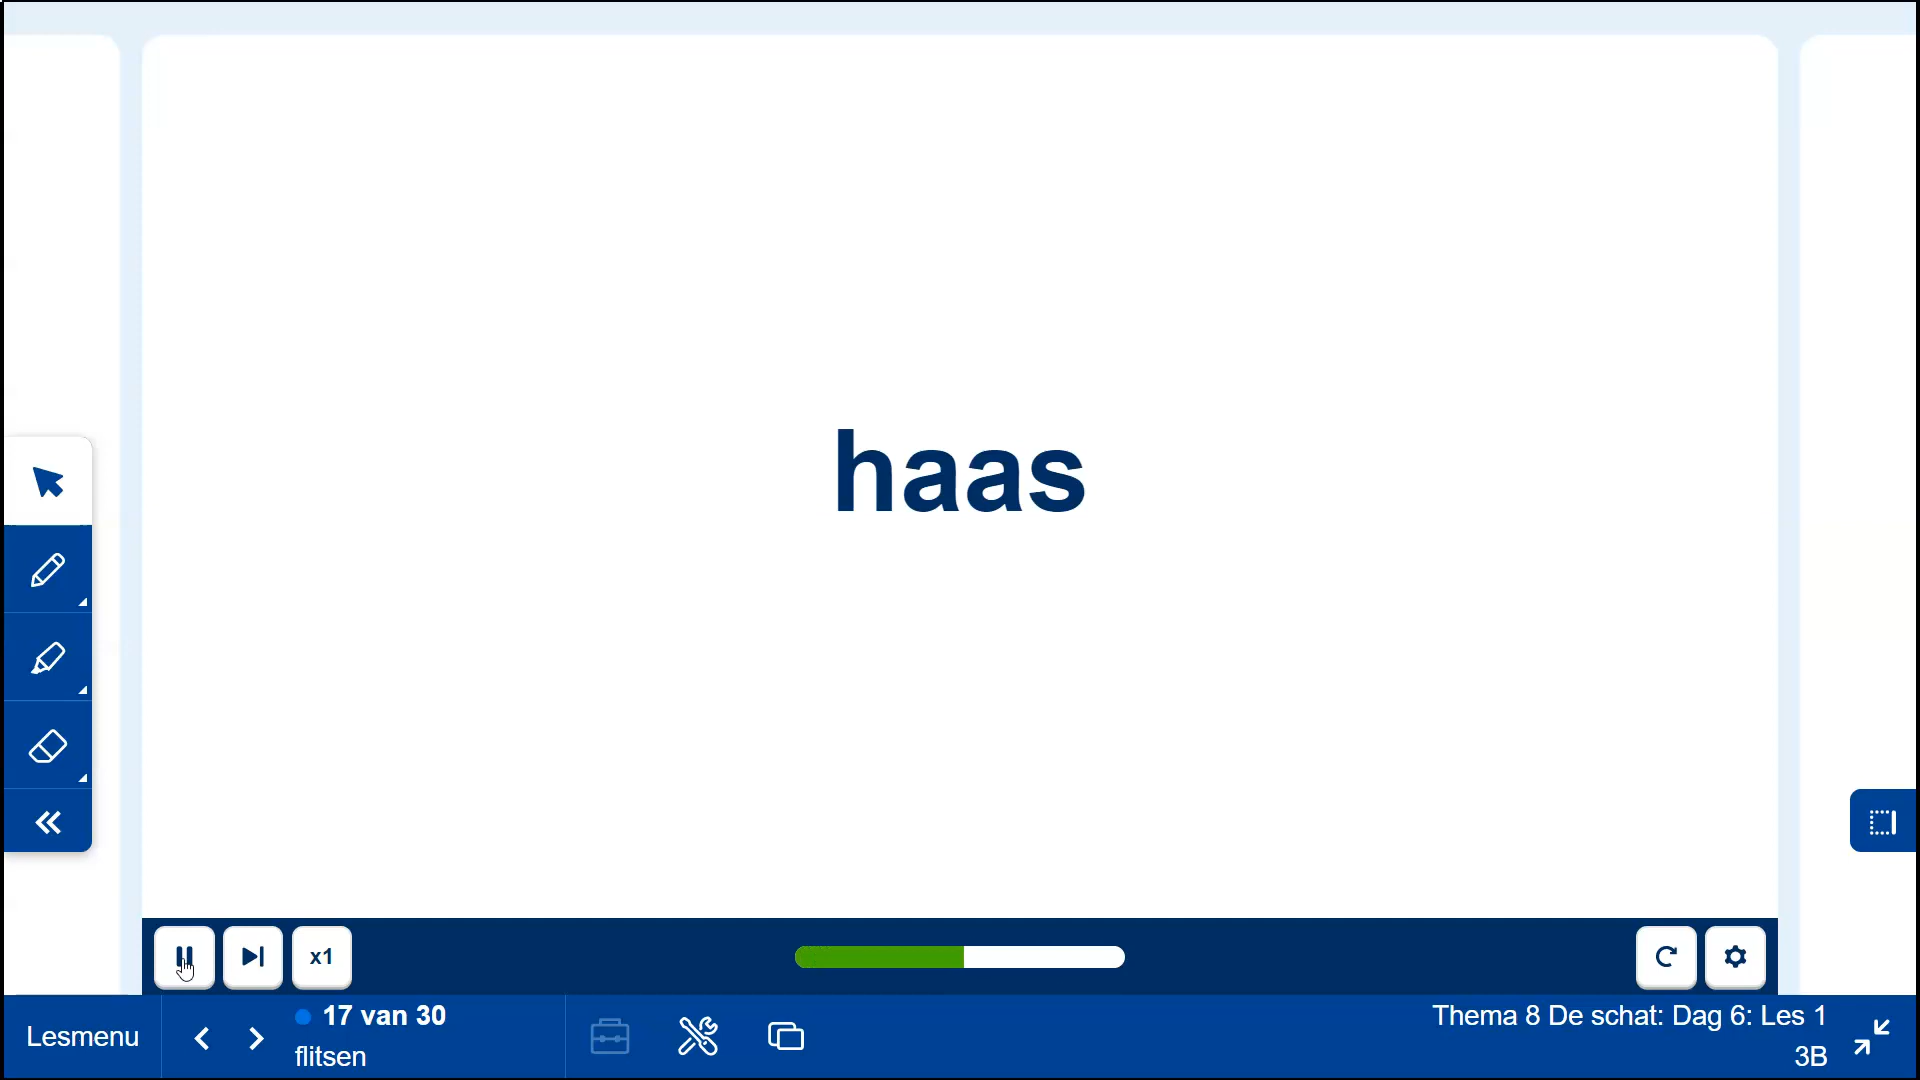 haas
x1
Lesmenu
17 van 30
flitsen
Thema 8 De schat: Dag 6: Les 1
3B